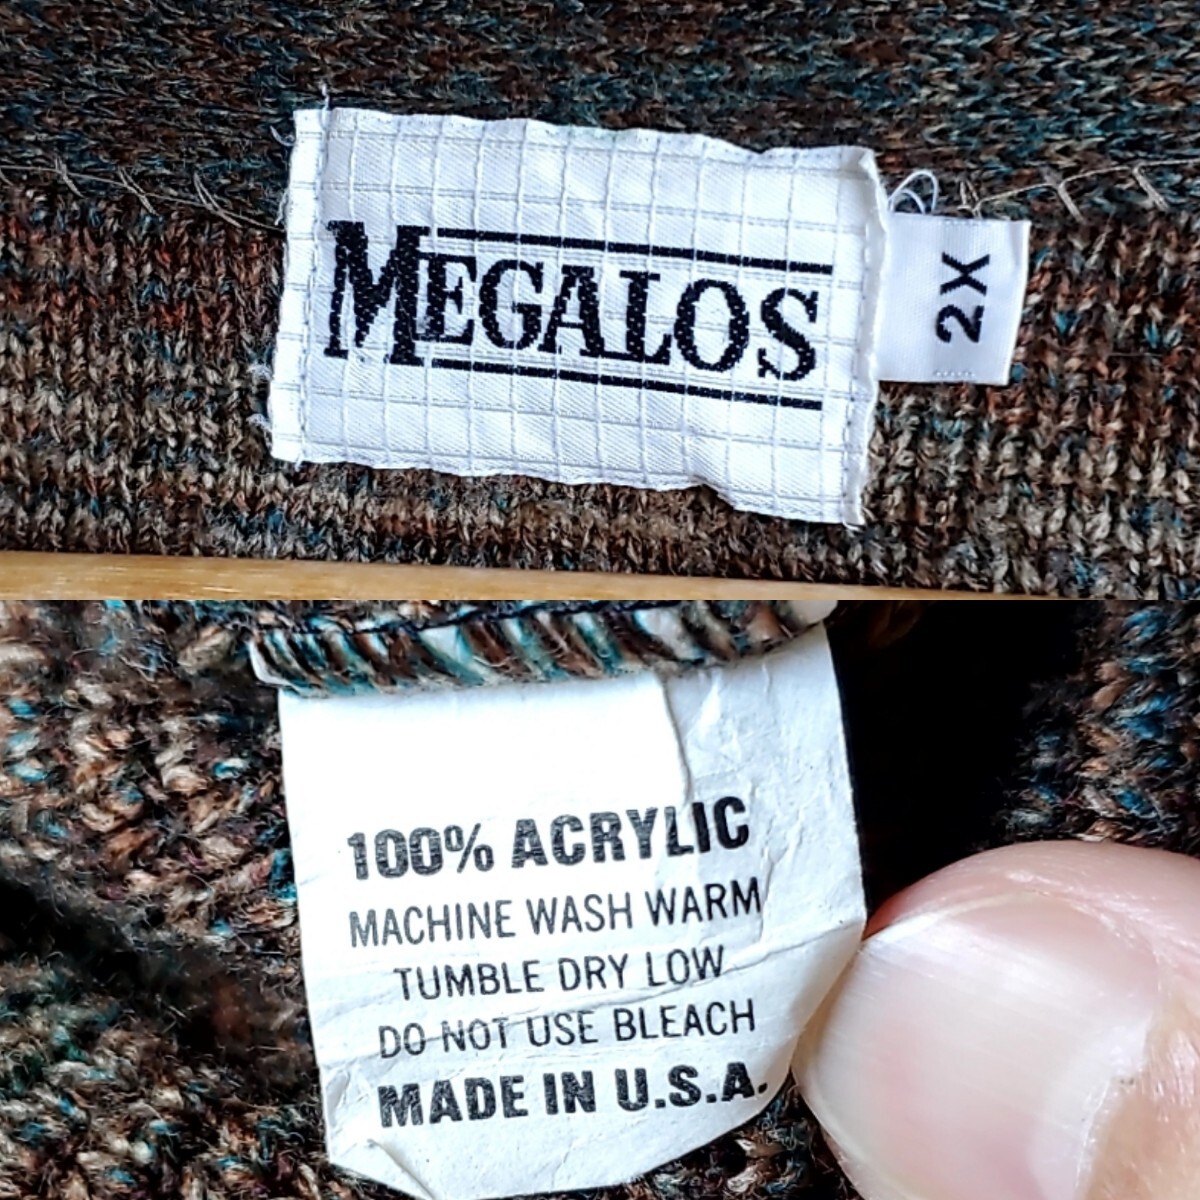 MEGALOS
2X
100% ACRYLIC
MACHINE WASH WARM
TUMBLE DRY LOW
DO NOT USE BLEACH
MADE IN U.S.A.